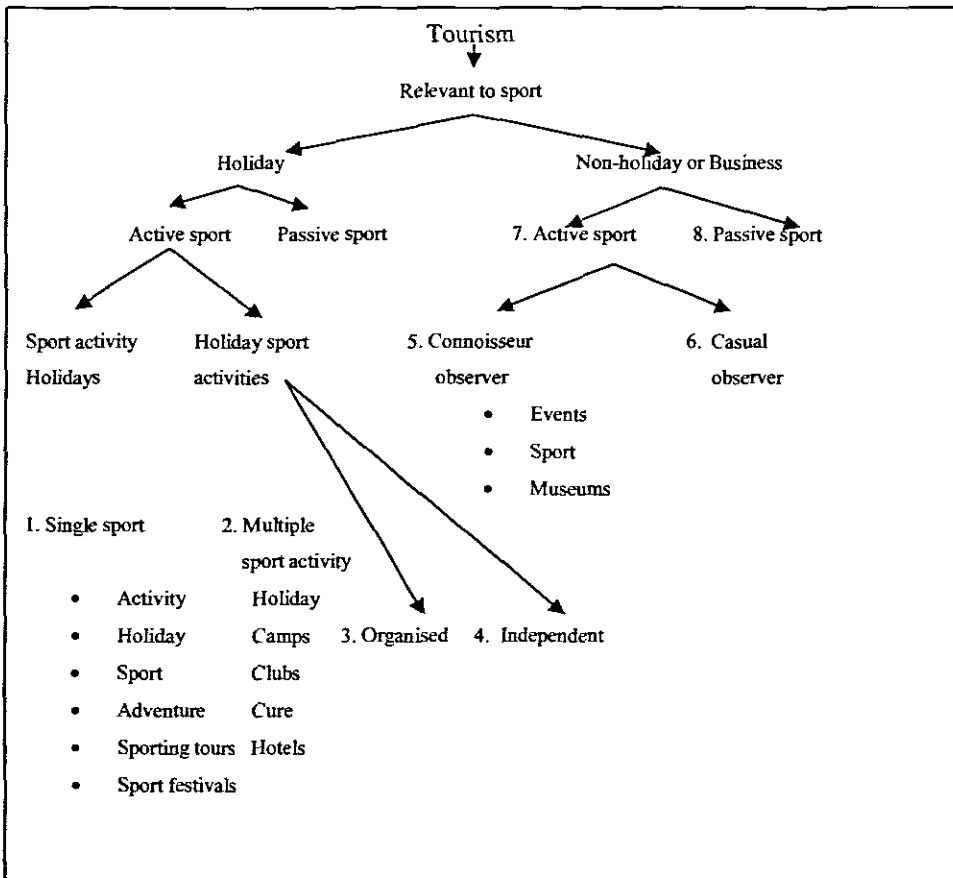 Tourism
Relevant to sport
Holiday
Non-holiday or Business
Active sport
Passive sport
7. Active sport
8. Passive sport
Sport activity
Holidays
Holiday sport
activities
5. Connoisseur
observer
6. Casual
observer
• Events
• Sport
• Museums
1. Single sport
2. Multiple
sport activity
• Activity Holiday
• Holiday Camps
3. Organised
4. Independent
• Sport Clubs
• Adventure Cure
• Sporting tours Hotels
• Sport festivals